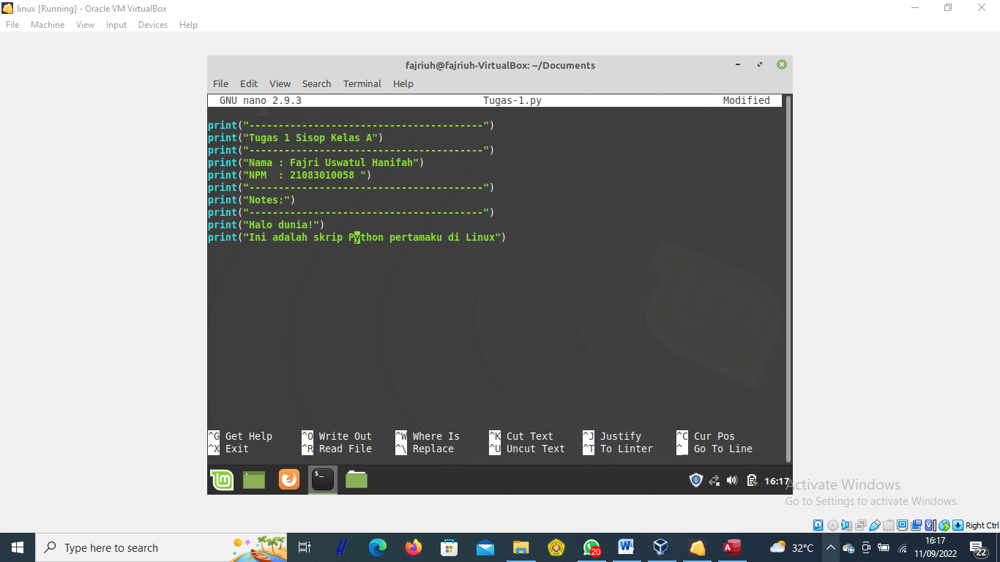 linux [Running] - Oracle VM VirtualBox
File Machine View Input Devices Help
fajriuh@fajriuh-VirtualBox: ~/Documents
File Edit View Search Terminal Help
GNU nano 2.9.3 Tugas-1.py Modified
print("----------------------------------------")
print("Tugas 1 Sisop Kelas A")
print("----------------------------------------")
print("Nama : Fajri Uswatul Hanifah")
print("NPM  : 21083010058 ")
print("----------------------------------------")
print("Notes:")
print("----------------------------------------")
print("Halo dunia!")
print("Ini adalah skrip Python pertamaku di Linux")
^G Get Help ^O Write Out ^W Where Is ^K Cut Text ^J Justify ^C Cur Pos
^X Exit ^R Read File ^\ Replace ^U Uncut Text ^T To Linter ^_ Go To Line
16:17
Activate Windows
Go to Settings to activate Windows.
Right Ctrl
Type here to search
20
32°C
16:17
11/09/2022
22